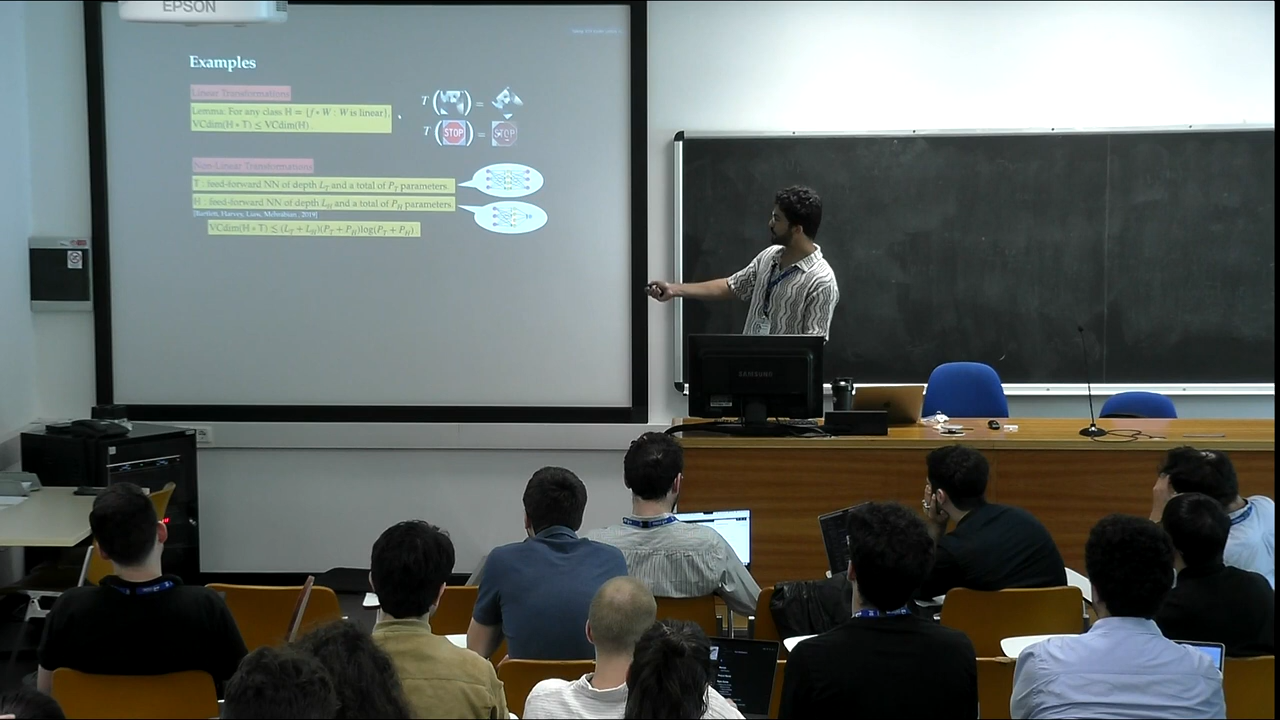 EPSON
Examples
Linear Transformations
Lemma: For any class H = {f ∘ W : W is linear},
VCdim(H ∘ T) ≤ VCdim(H).
T ( ) =
T (STOP) = STOP
Non-Linear Transformations
T : feed-forward NN of depth L_T and a total of P_T parameters.
H : feed-forward NN of depth L_H and a total of P_H parameters.
[Bartlett, Harvey, Liaw, Mehrabian, 2019]
VCdim(H ∘ T) ≤ (L_T + L_H)(P_T + P_H)log(P_T + P_H).
SAMSUNG